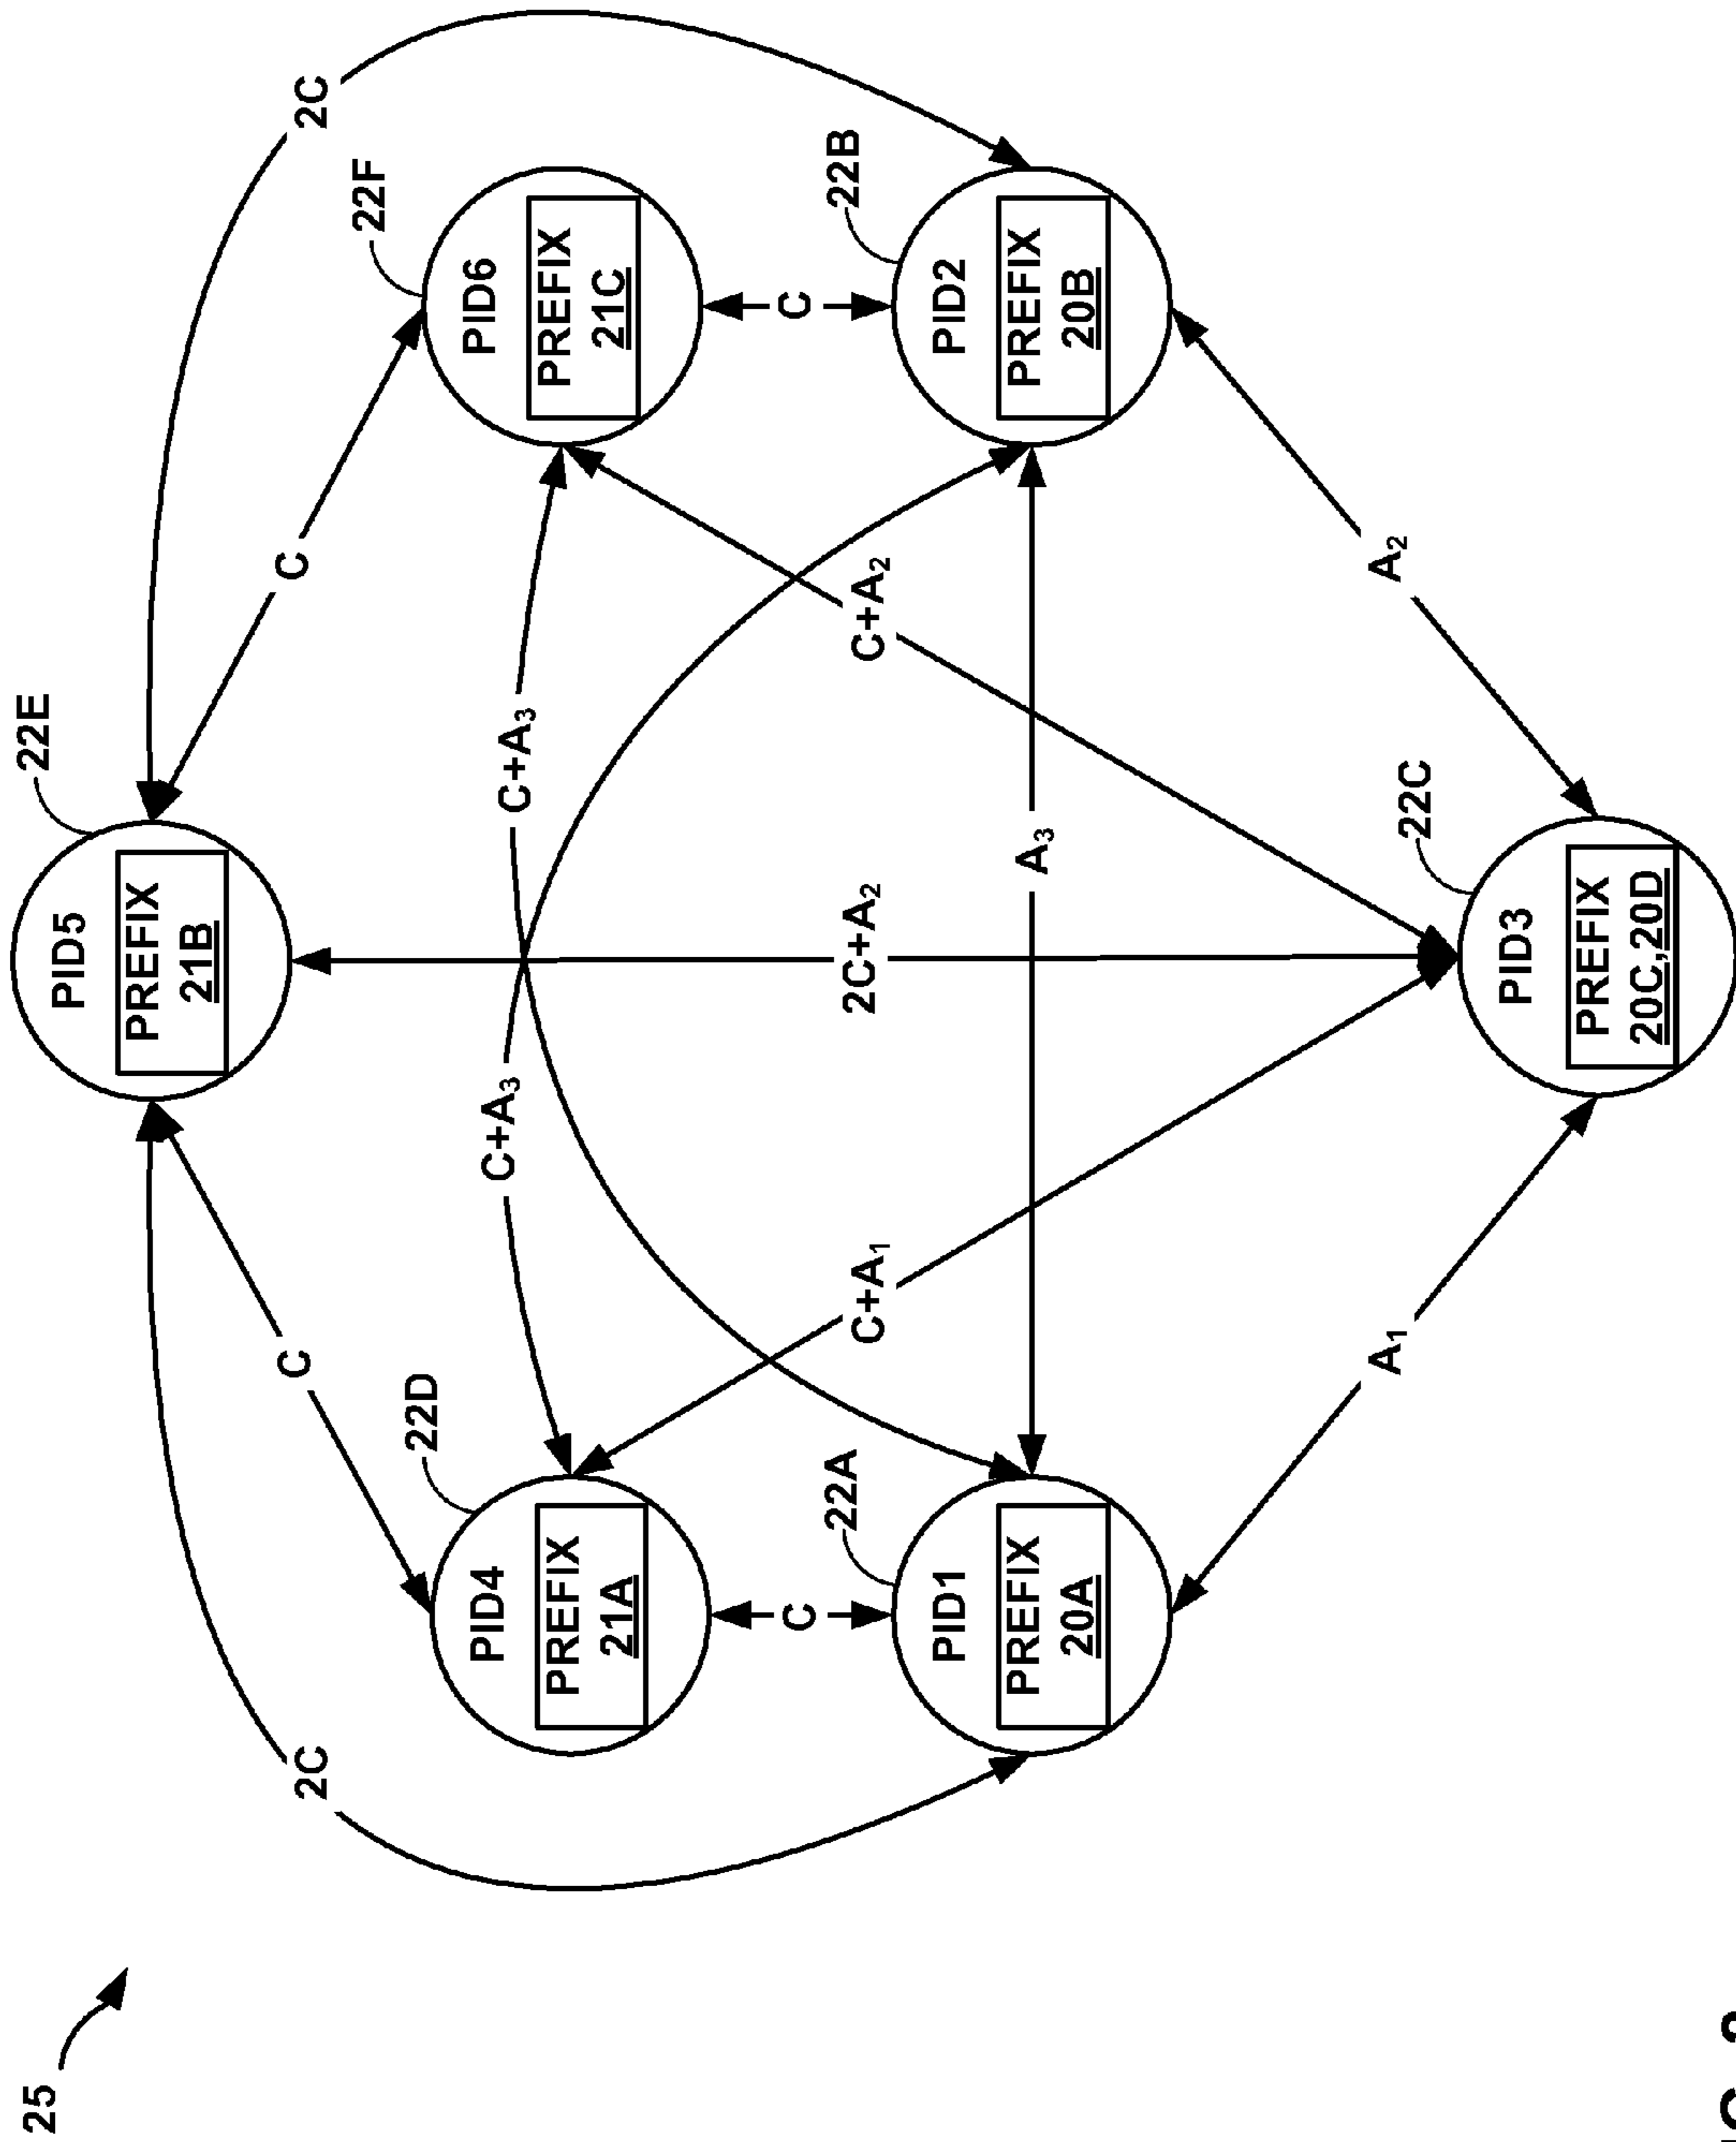 25
22E
PID5
PREFIX
21B
2C
C
C
2C
22D
22F
PID4
PREFIX
21A
C+A₃
C+A₃
PID6
PREFIX
21C
C
C
22A
22B
C+A₁
2C+A₂
C+A₂
PID1
PREFIX
20A
A₃
PID2
PREFIX
20B
A₁
A₂
22C
PID3
PREFIX
20C,20D